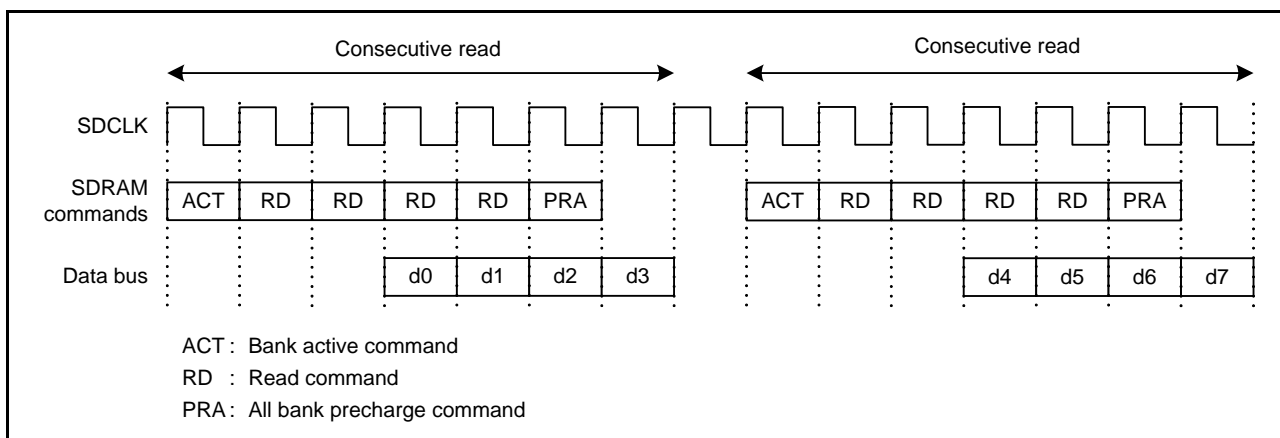 Consecutive read Consecutive read
SDCLK
SDRAM
commands
ACT RD RD RD RD PRA ACT RD RD RD RD PRA
Data bus d0 d1 d2 d3 d4 d5 d6 d7
ACT : Bank active command
RD : Read command
PRA : All bank precharge command